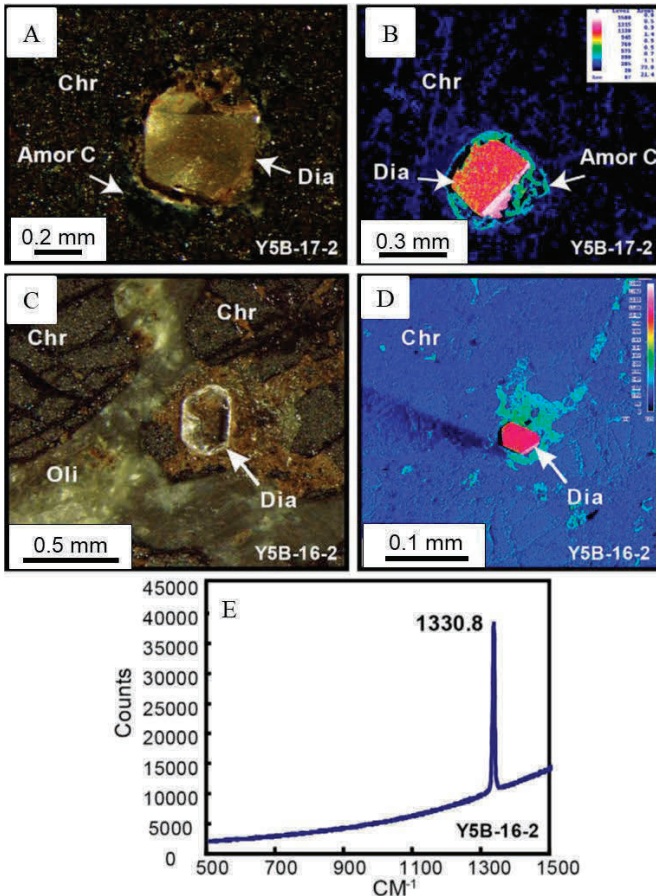 A
Chr
Amor C
Dia
0.2 mm
Y5B-17-2
B
Chr
Dia
Amor C
0.3 mm
Y5B-17-2
C
Chr
Chr
Oli
Dia
0.5 mm
Y5B-16-2
D
Chr
Dia
0.1 mm
Y5B-16-2
E
45000
40000
35000
30000
25000
20000
15000
10000
5000
0
Counts
1330.8
Y5B-16-2
500 700 900 1100 1300 1500
CM⁻¹